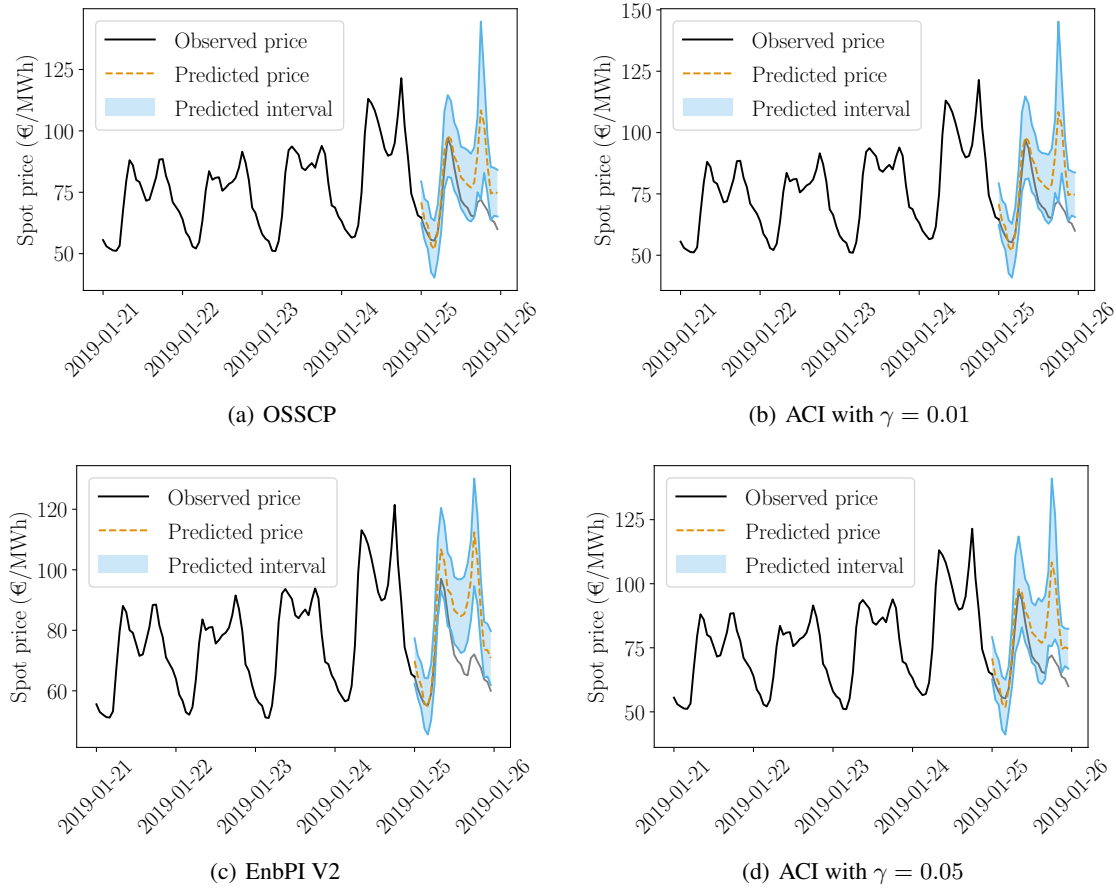 Observed price
Predicted price
Predicted interval
Spot price (€/MWh)
125
100
75
50
2019-01-21
2019-01-22
2019-01-23
2019-01-24
2019-01-25
2019-01-26
(a) OSSCP
Observed price
Predicted price
Predicted interval
Spot price (€/MWh)
150
125
100
75
50
2019-01-21
2019-01-22
2019-01-23
2019-01-24
2019-01-25
2019-01-26
(b) ACI with γ = 0.01
Observed price
Predicted price
Predicted interval
Spot price (€/MWh)
120
100
80
60
2019-01-21
2019-01-22
2019-01-23
2019-01-24
2019-01-25
2019-01-26
(c) EnbPI V2
Observed price
Predicted price
Predicted interval
Spot price (€/MWh)
125
100
75
50
2019-01-21
2019-01-22
2019-01-23
2019-01-24
2019-01-25
2019-01-26
(d) ACI with γ = 0.05